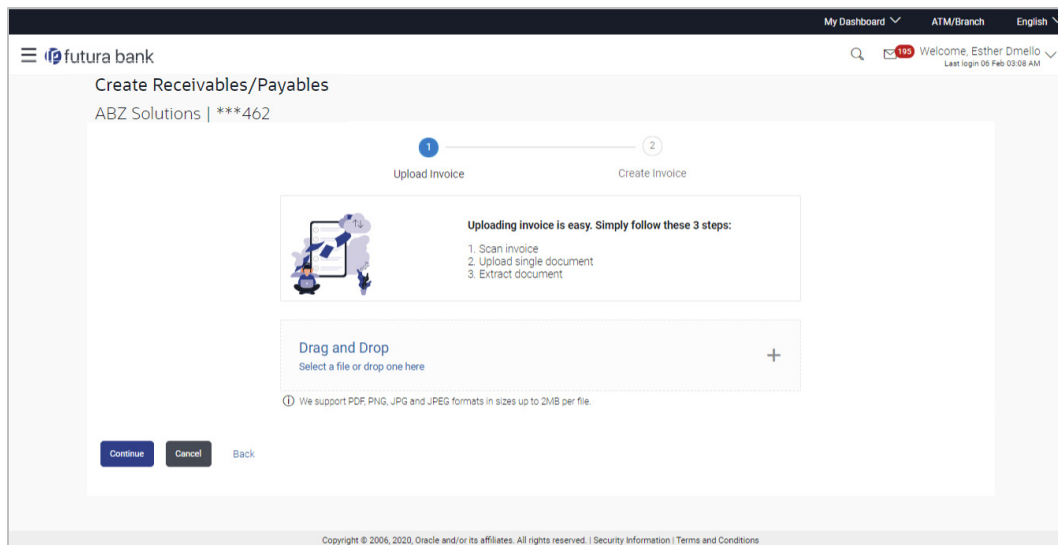 My Dashboard ATM/Branch English
futura bank
195
Welcome, Esther Dmello
Last login 06 Feb 03:08 AM
Create Receivables/Payables
ABZ Solutions | ***462
1 2
Upload Invoice Create Invoice
Uploading invoice is easy. Simply follow these 3 steps:
1. Scan invoice
2. Upload single document
3. Extract document
Drag and Drop
Select a file or drop one here
We support PDF, PNG, JPG and JPEG formats in sizes up to 2MB per file.
Continue Cancel Back
Copyright © 2006, 2020, Oracle and/or its affiliates. All rights reserved. | Security Information | Terms and Conditions